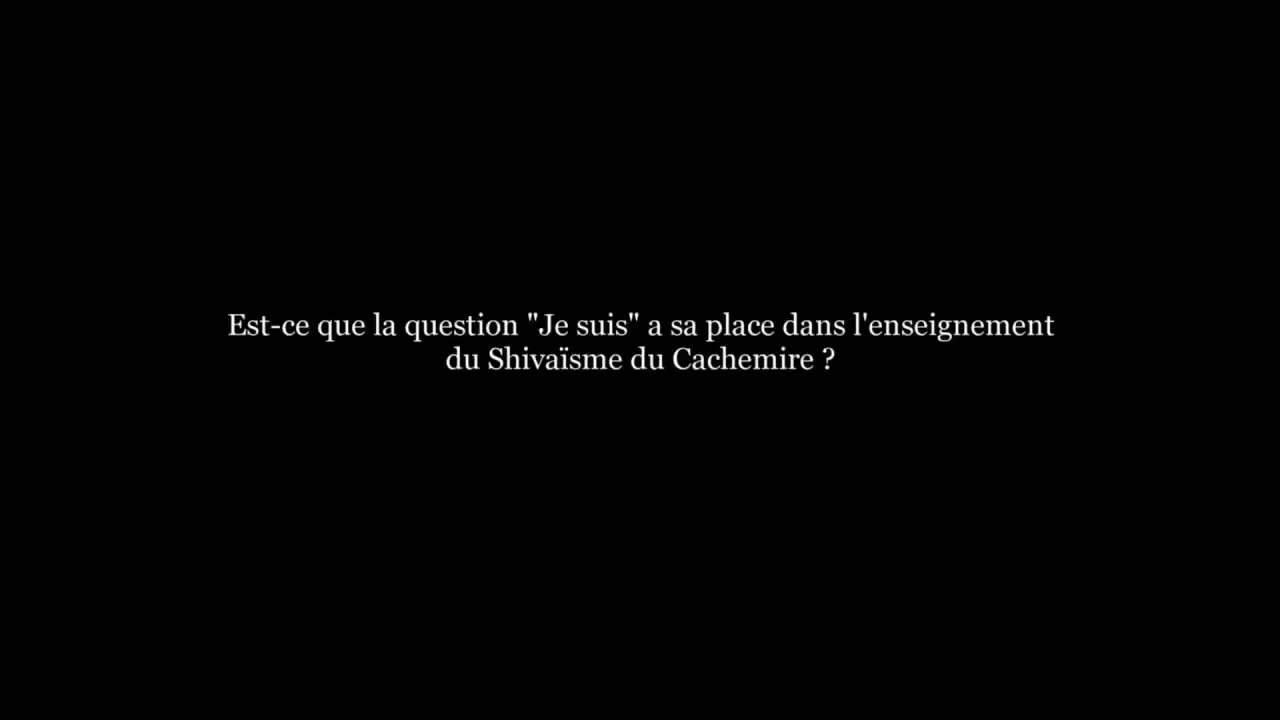 Est-ce que la question "Je suis" a sa place dans l'enseignement
du Shivaïsme du Cachemire ?